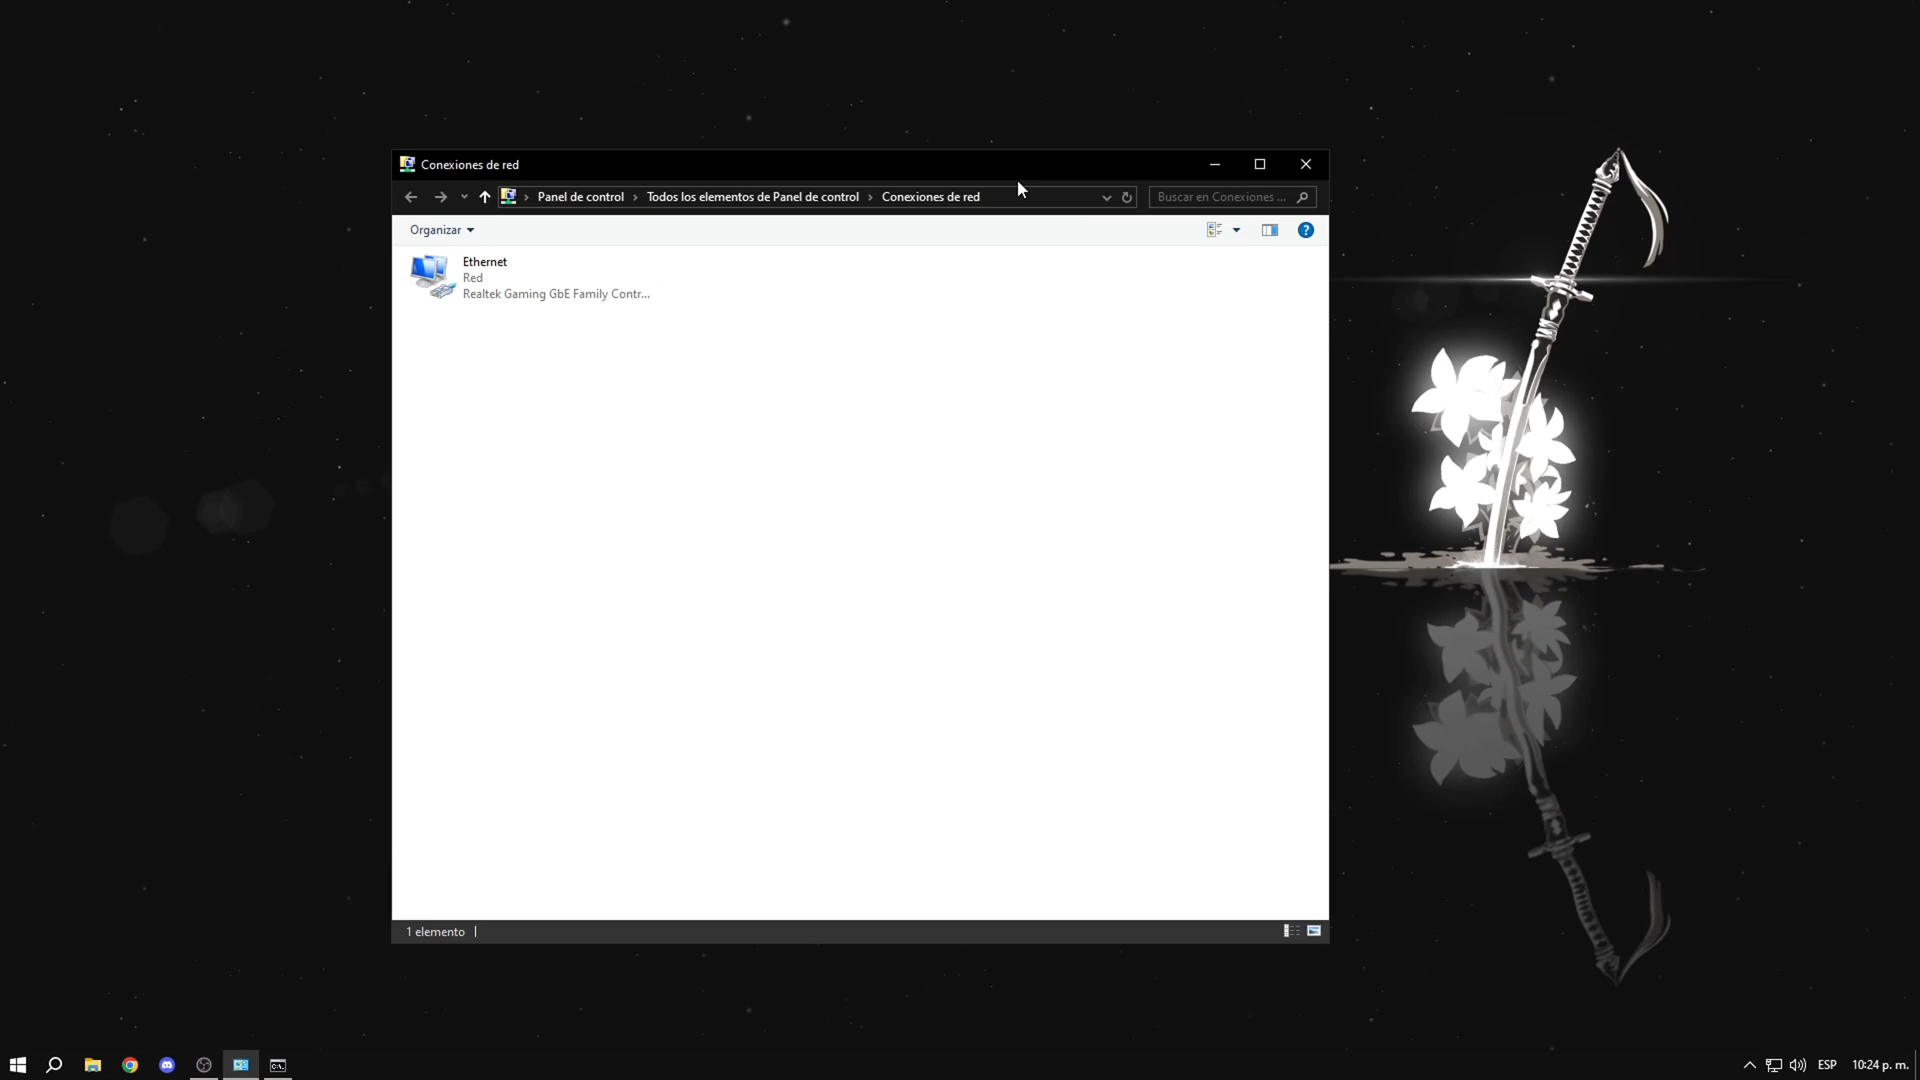 Conexiones de red
Panel de control > Todos los elementos de Panel de control > Conexiones de red
Buscar en Conexiones ...
Organizar
Ethernet
Red
Realtek Gaming GbE Family Contr...
1 elemento
ESP
10:24 p. m.